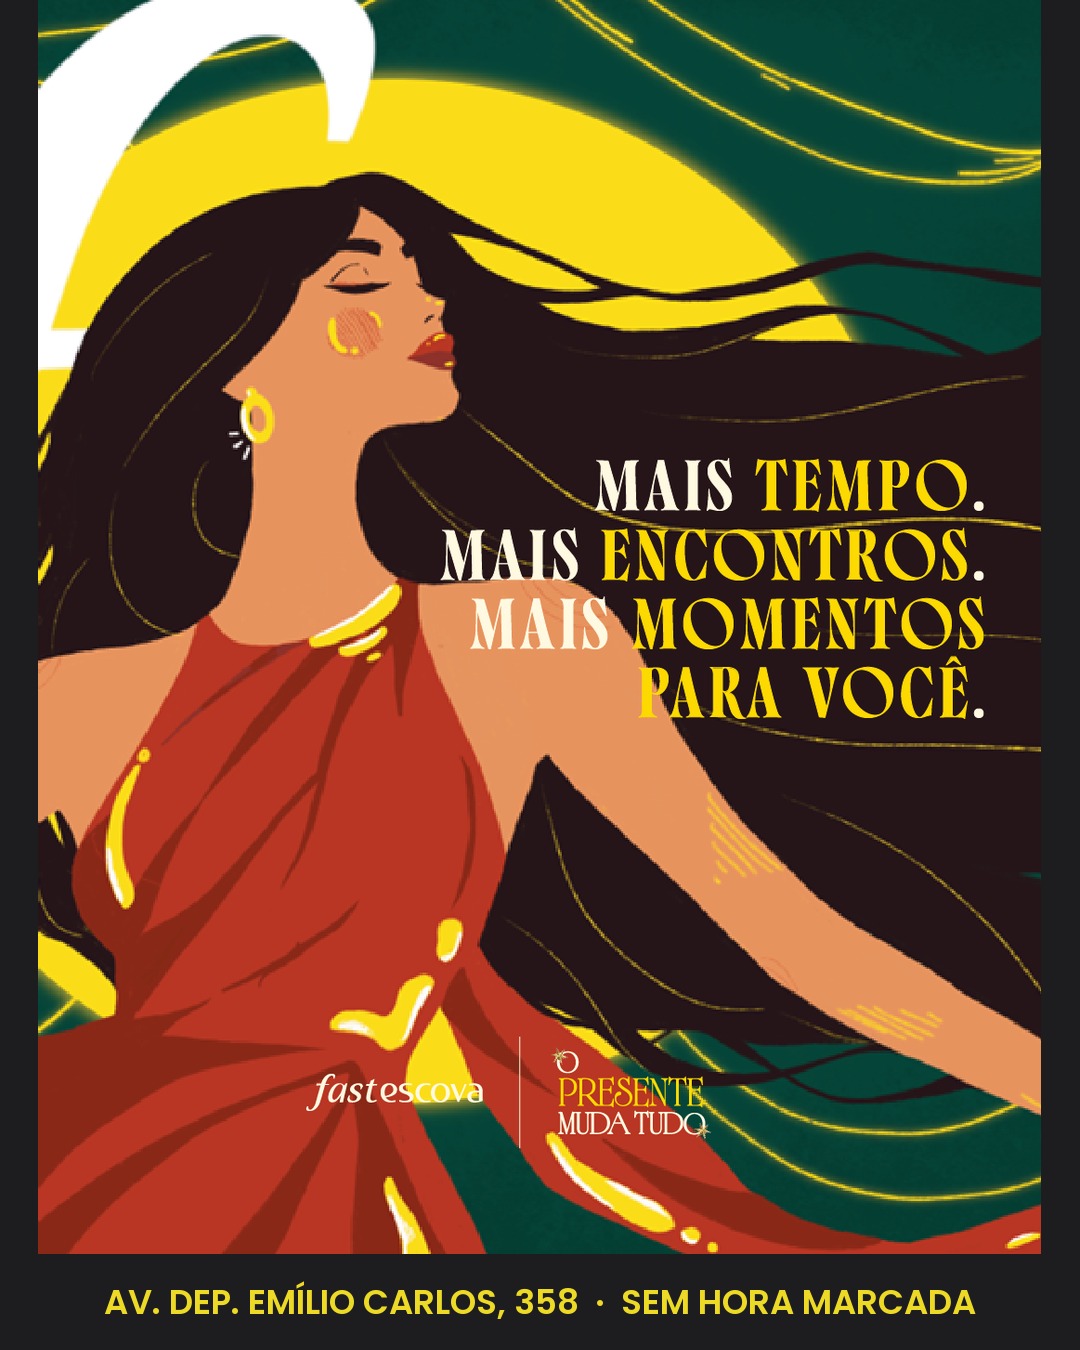 MAIS TEMPO.
MAIS ENCONTROS.
MAIS MOMENTOS
PARA VOCÊ.
fastescova
O
PRESENTE
MUDA TUDO
AV. DEP. EMÍLIO CARLOS, 358 · SEM HORA MARCADA